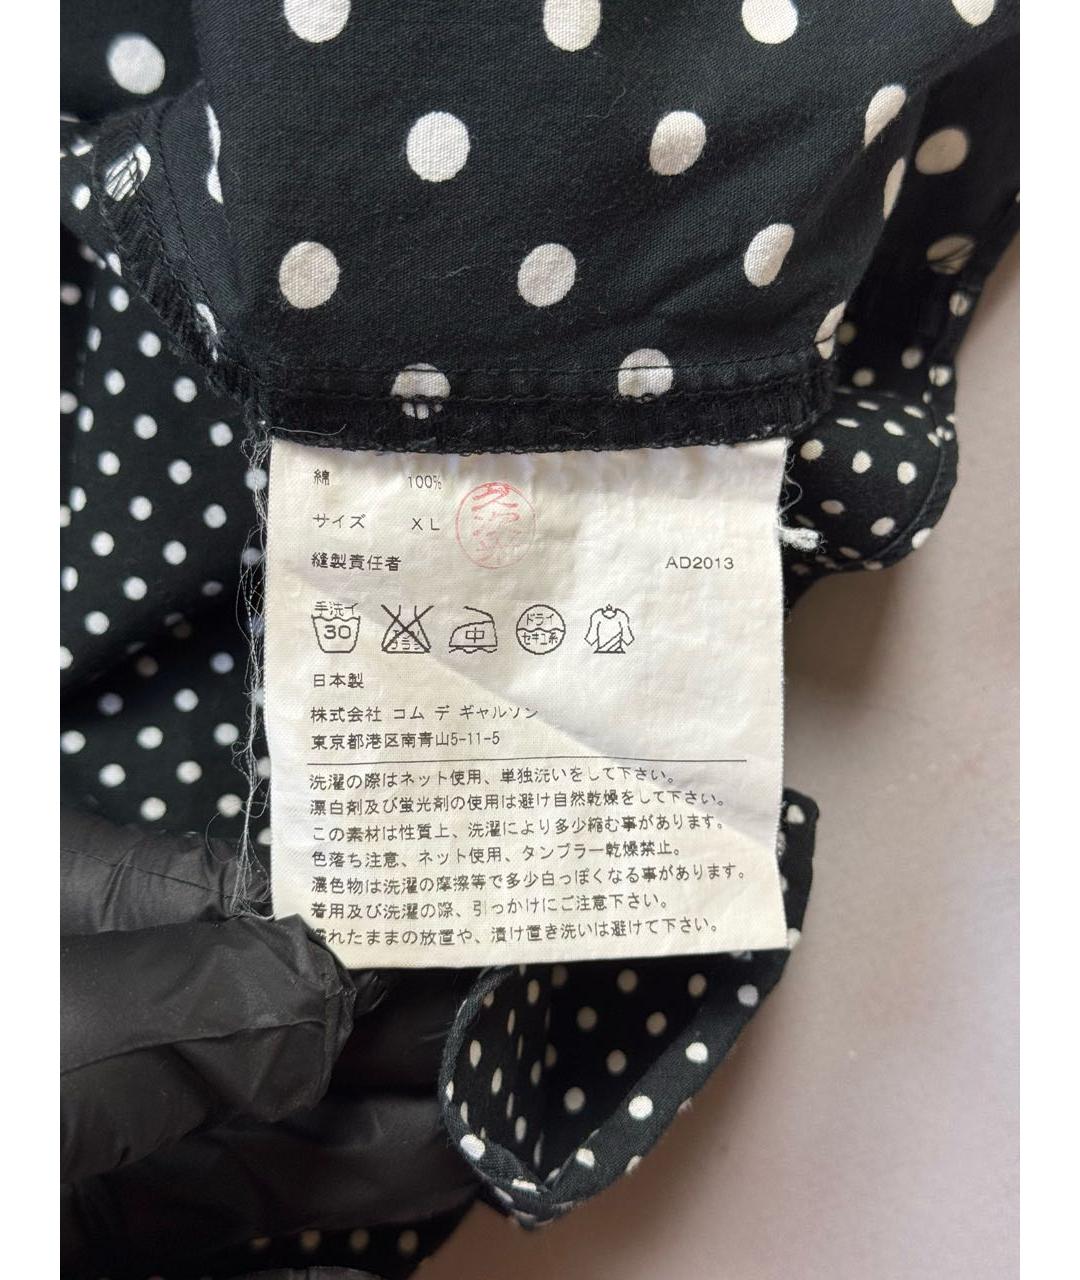 綿 100%
サイズ XL
縫製責任者 AD2013
手洗イ
30
中
ドライ
セキユ系
日本製
株式会社 コム デ ギャルソン
東京都港区南青山5-11-5
洗濯の際はネット使用、単独洗いをして下さい。
漂白剤及び蛍光剤の使用は避け自然乾燥をして下さい。
この素材は性質上、洗濯により多少縮む事があります。
色落ち注意、ネット使用、タンブラー乾燥禁止。
濃色物は洗濯の摩擦等で多少白っぽくなる事があります。
着用及び洗濯の際、引っかけにご注意下さい。
濡れたままの放置や、漬け置き洗いは避けて下さい。